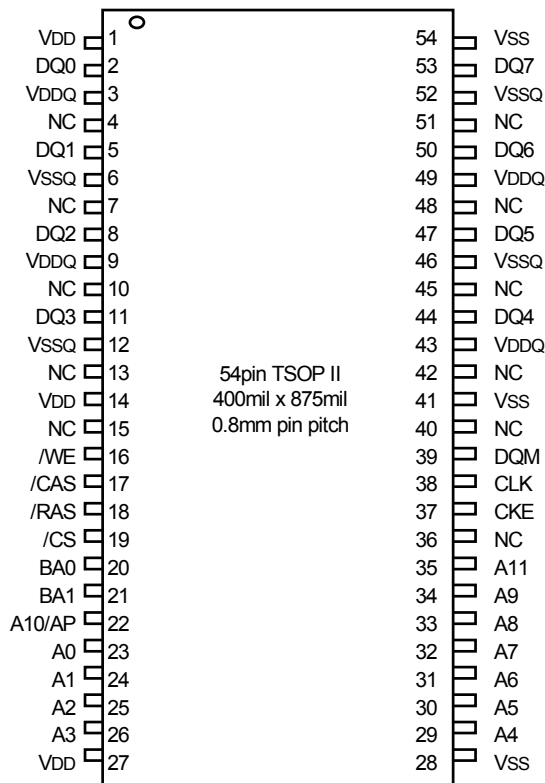 VDD 1 54 VSS
DQ0 2 53 DQ7
VDDQ 3 52 VSSQ
NC 4 51 NC
DQ1 5 50 DQ6
VSSQ 6 49 VDDQ
NC 7 48 NC
DQ2 8 47 DQ5
VDDQ 9 46 VSSQ
NC 10 45 NC
DQ3 11 44 DQ4
VSSQ 12 43 VDDQ
NC 13 54pin TSOP II 42 NC
VDD 14 400mil x 875mil 41 VSS
NC 15 0.8mm pin pitch 40 NC
/WE 16 39 DQM
/CAS 17 38 CLK
/RAS 18 37 CKE
/CS 19 36 NC
BA0 20 35 A11
BA1 21 34 A9
A10/AP 22 33 A8
A0 23 32 A7
A1 24 31 A6
A2 25 30 A5
A3 26 29 A4
VDD 27 28 VSS